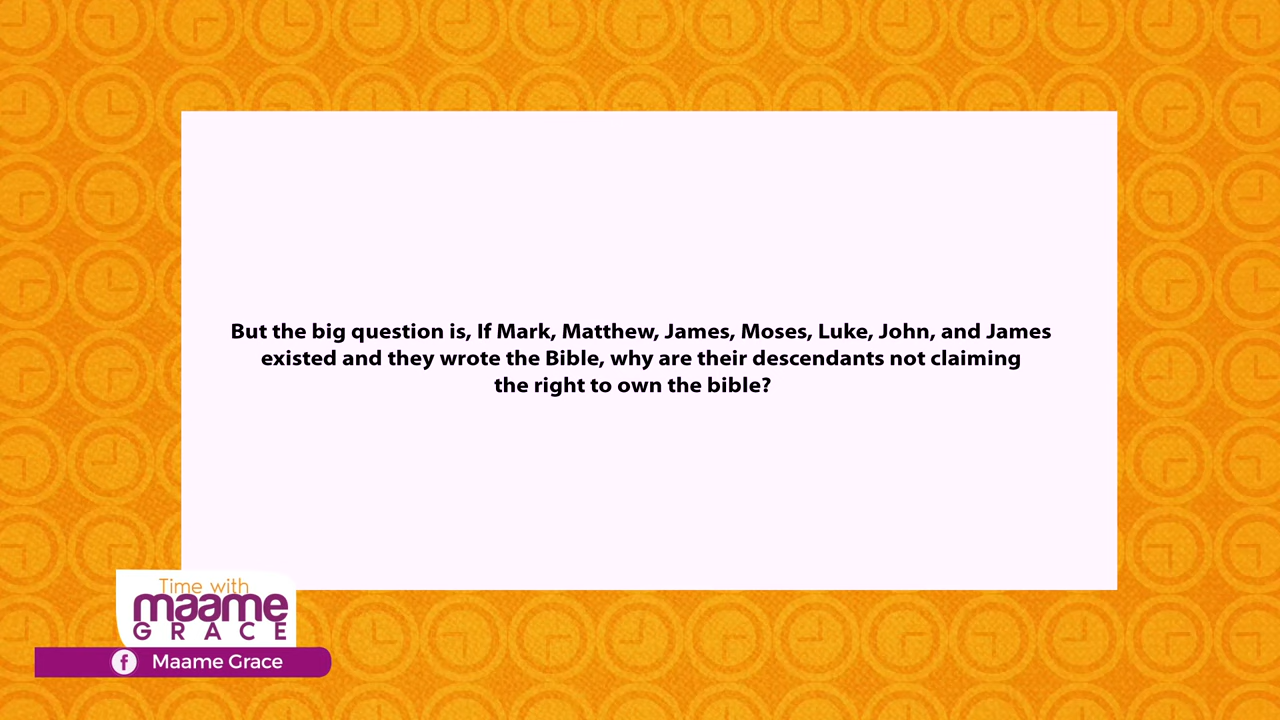 But the big question is, If Mark, Matthew, James, Moses, Luke, John, and James
existed and they wrote the Bible, why are their descendants not claiming
the right to own the bible?
Time with
maame
GRACE
f Maame Grace